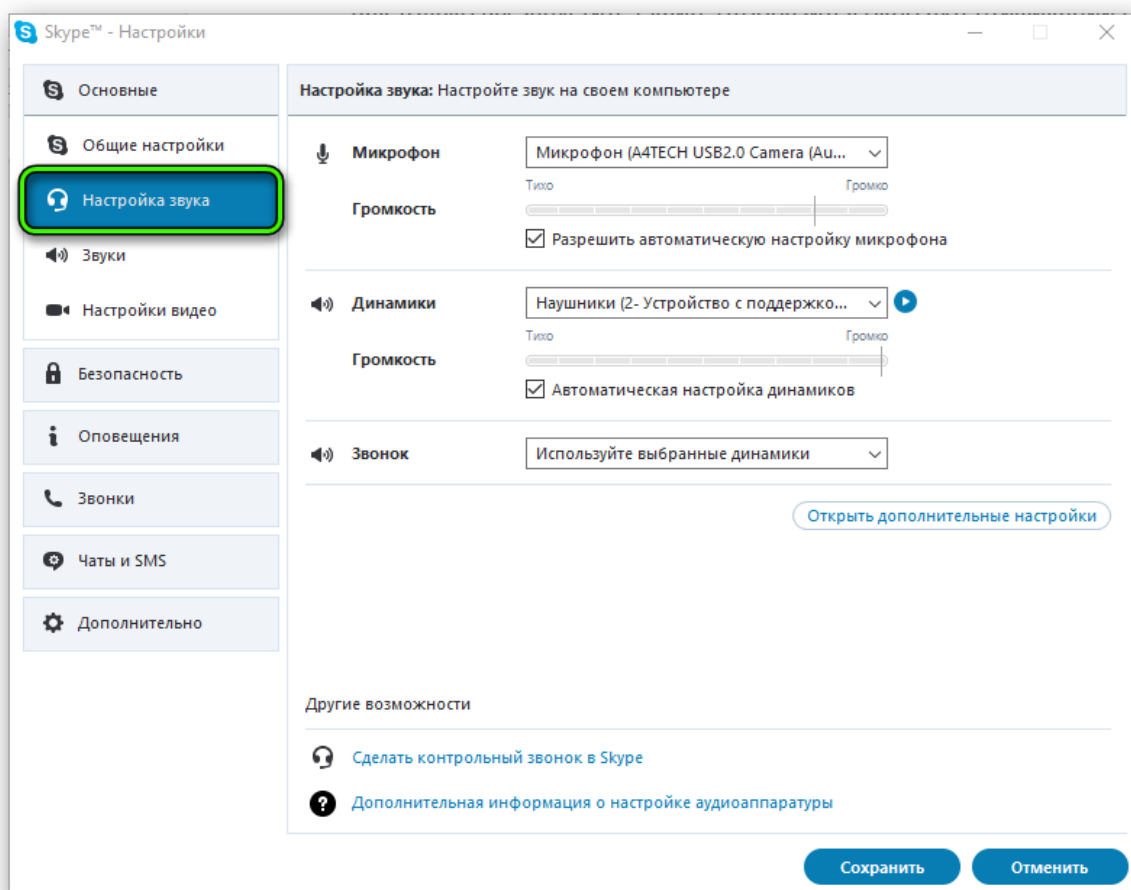 Skype™ - Настройки
Основные
Общие настройки
Настройка звука
Звуки
Настройки видео
Безопасность
Оповещения
Звонки
Чаты и SMS
Дополнительно
Настройка звука: Настройте звук на своем компьютере
Микрофон
Микрофон (A4TECH USB2.0 Camera (Au...
Тихо Громко
Громкость
Разрешить автоматическую настройку микрофона
Динамики
Наушники (2- Устройство с поддержко...
Тихо Громко
Громкость
Автоматическая настройка динамиков
Звонок
Используйте выбранные динамики
Открыть дополнительные настройки
Другие возможности
Сделать контрольный звонок в Skype
Дополнительная информация о настройке аудиоаппаратуры
Сохранить
Отменить